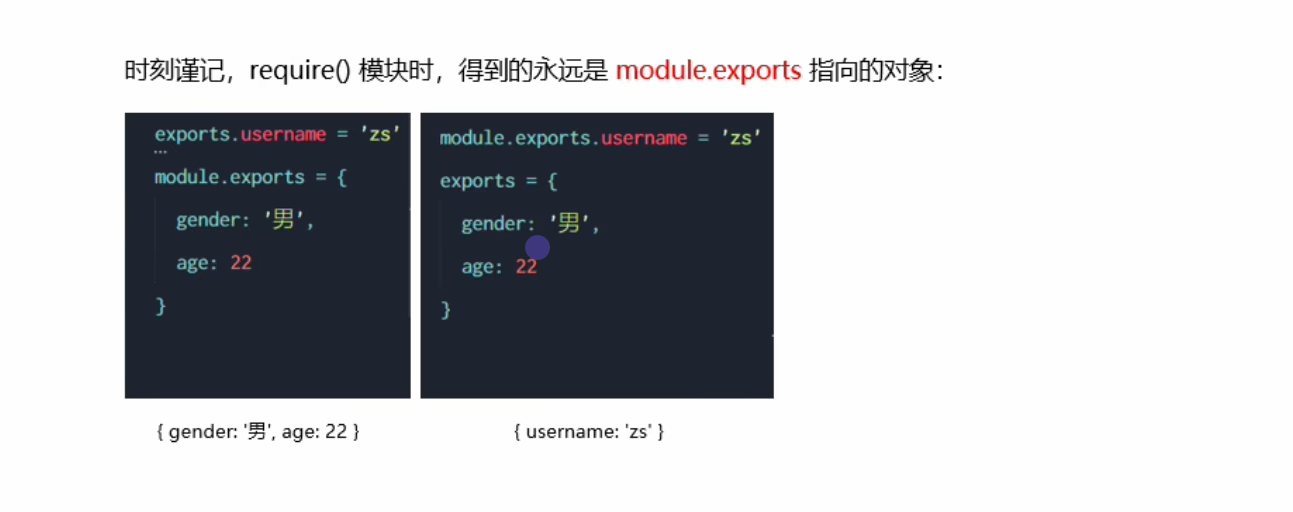 时刻谨记，require() 模块时，得到的永远是 module.exports 指向的对象：
exports.username = 'zs'
module.exports = {
gender: '男',
age: 22
}
module.exports.username = 'zs'
exports = {
gender: '男',
age: 22
}
{ gender: '男', age: 22 }
{ username: 'zs' }